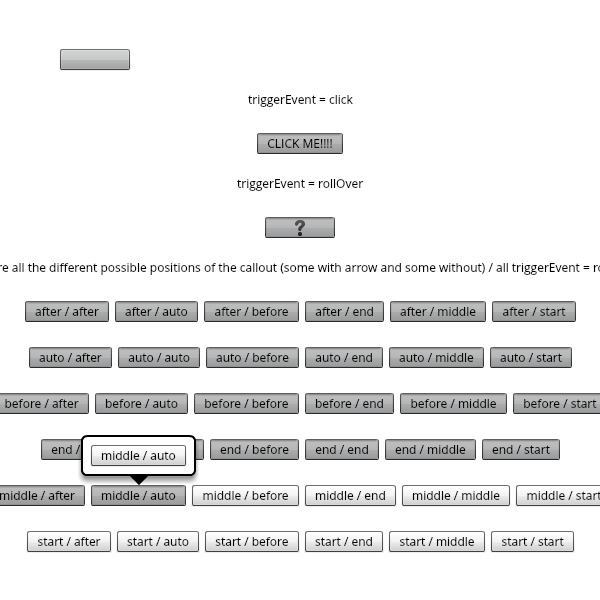 triggerEvent = click
CLICK ME!!!!
triggerEvent = rollOver
?
all the different possible positions of the callout (some with arrow and some without) / all triggerEvent =
after / after after / auto after / before after / end after / middle after / start
auto / after auto / auto auto / before auto / end auto / middle auto / start
before / after before / auto before / before before / end before / middle before / start
end / end / before end / end end / middle end / start
middle / auto
middle / after middle / auto middle / before middle / end middle / middle middle / start
start / after start / auto start / before start / end start / middle start / start